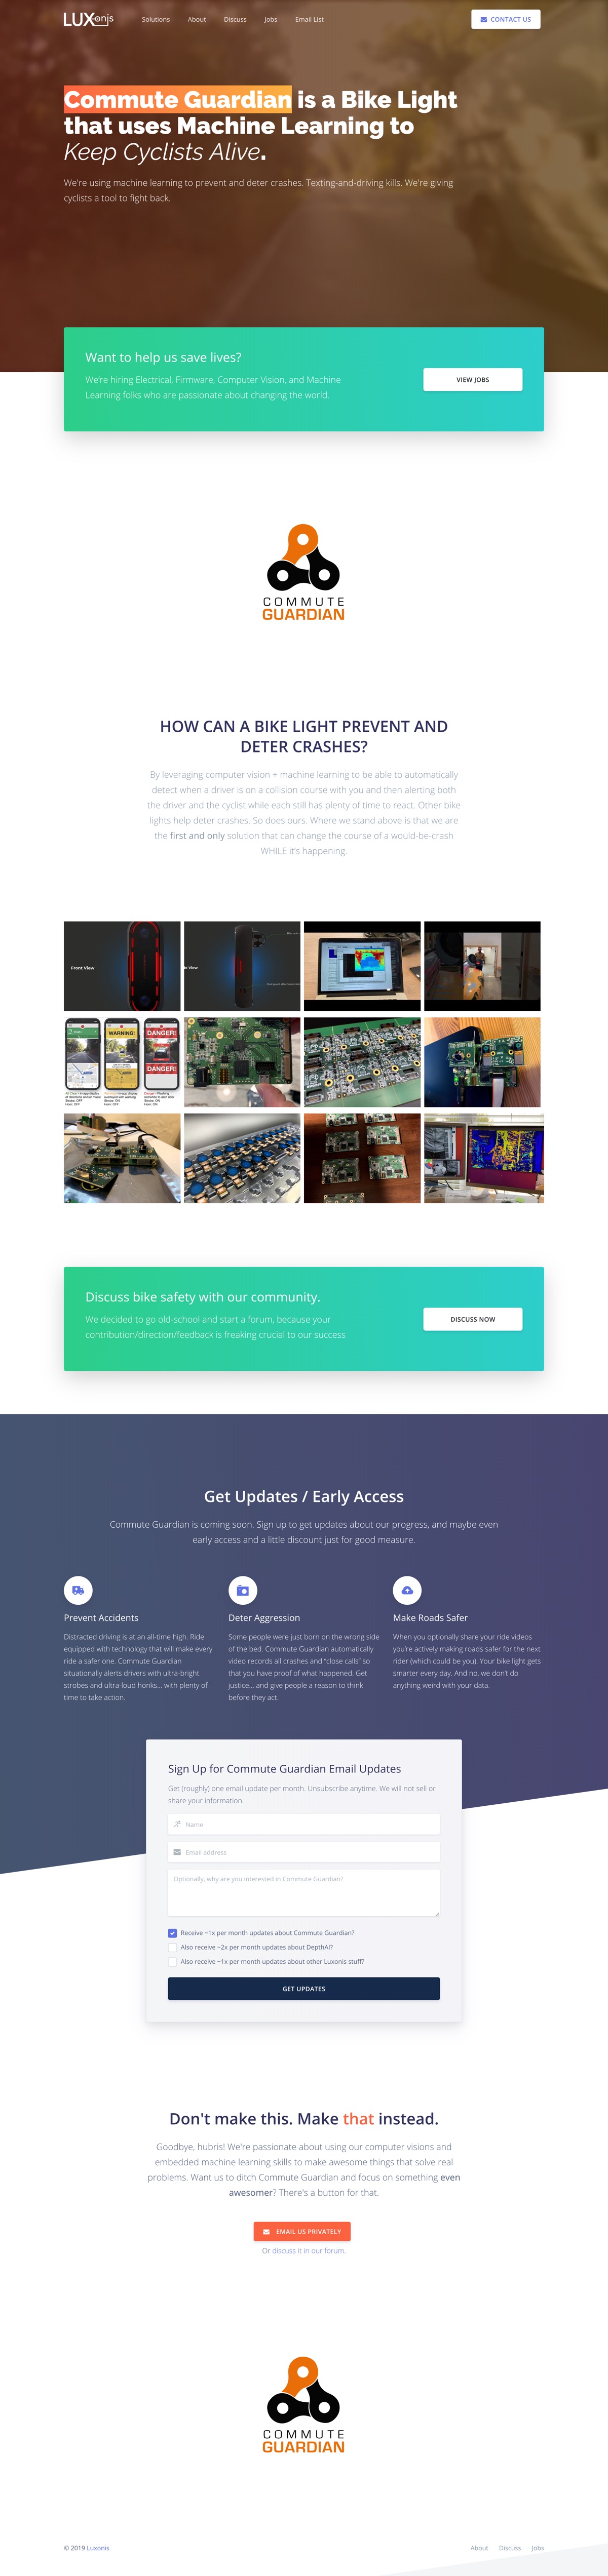 LUXonis
Solutions
About
Discuss
Jobs
Email List
CONTACT US
Commute Guardian is a Bike Light
that uses Machine Learning to
Keep Cyclists Alive.
We're using machine learning to prevent and deter crashes. Texting-and-driving kills. We're giving
cyclists a tool to fight back.
Want to help us save lives?
We're hiring Electrical, Firmware, Computer Vision, and Machine
Learning folks who are passionate about changing the world.
VIEW JOBS
COMMUTE
GUARDIAN
HOW CAN A BIKE LIGHT PREVENT AND
DETER CRASHES?
By leveraging computer vision + machine learning to be able to automatically
detect when a driver is on a collision course with you and then alerting both
the driver and the cyclist while each still has plenty of time to react. Other bike
lights help deter crashes. So does ours. Where we stand above is that we are
the first and only solution that can change the course of a would-be-crash
WHILE it's happening.
Front View
e View
WARNING!
DANGER!
DANGER!
Discuss bike safety with our community.
We decided to go old-school and start a forum, because your
contribution/direction/feedback is freaking crucial to our success
DISCUSS NOW
Get Updates / Early Access
Commute Guardian is coming soon. Sign up to get updates about our progress, and maybe even
early access and a little discount just for good measure.
Prevent Accidents
Distracted driving is at an all-time high. Ride
equipped with technology that will make every
ride a safer one. Commute Guardian
situationally alerts drivers with ultra-bright
strobes and ultra-loud honks... with plenty of
time to take action.
Deter Aggression
Some people were just born on the wrong side
of the bed. Commute Guardian automatically
video records all crashes and "close calls" so
that you have proof of what happened. Get
justice... and give people a reason to think
before they act.
Make Roads Safer
When you optionally share your ride videos
you're actively making roads safer for the next
rider (which could be you). Your bike light gets
smarter every day. And no, we don't do
anything weird with your data.
Sign Up for Commute Guardian Email Updates
Get (roughly) one email update per month. Unsubscribe anytime. We will not sell or
share your information.
Name
Email address
Optionally, why are you interested in Commute Guardian?
Receive ~1x per month updates about Commute Guardian?
Also receive ~2x per month updates about DepthAI?
Also receive ~1x per month updates about other Luxonis stuff?
GET UPDATES
Don't make this. Make that instead.
Goodbye, hubris! We're passionate about using our computer visions and
embedded machine learning skills to make awesome things that solve real
problems. Want us to ditch Commute Guardian and focus on something even
awesomer? There's a button for that.
EMAIL US PRIVATELY
Or discuss it in our forum.
COMMUTE
GUARDIAN
© 2019 Luxonis
About
Discuss
Jobs